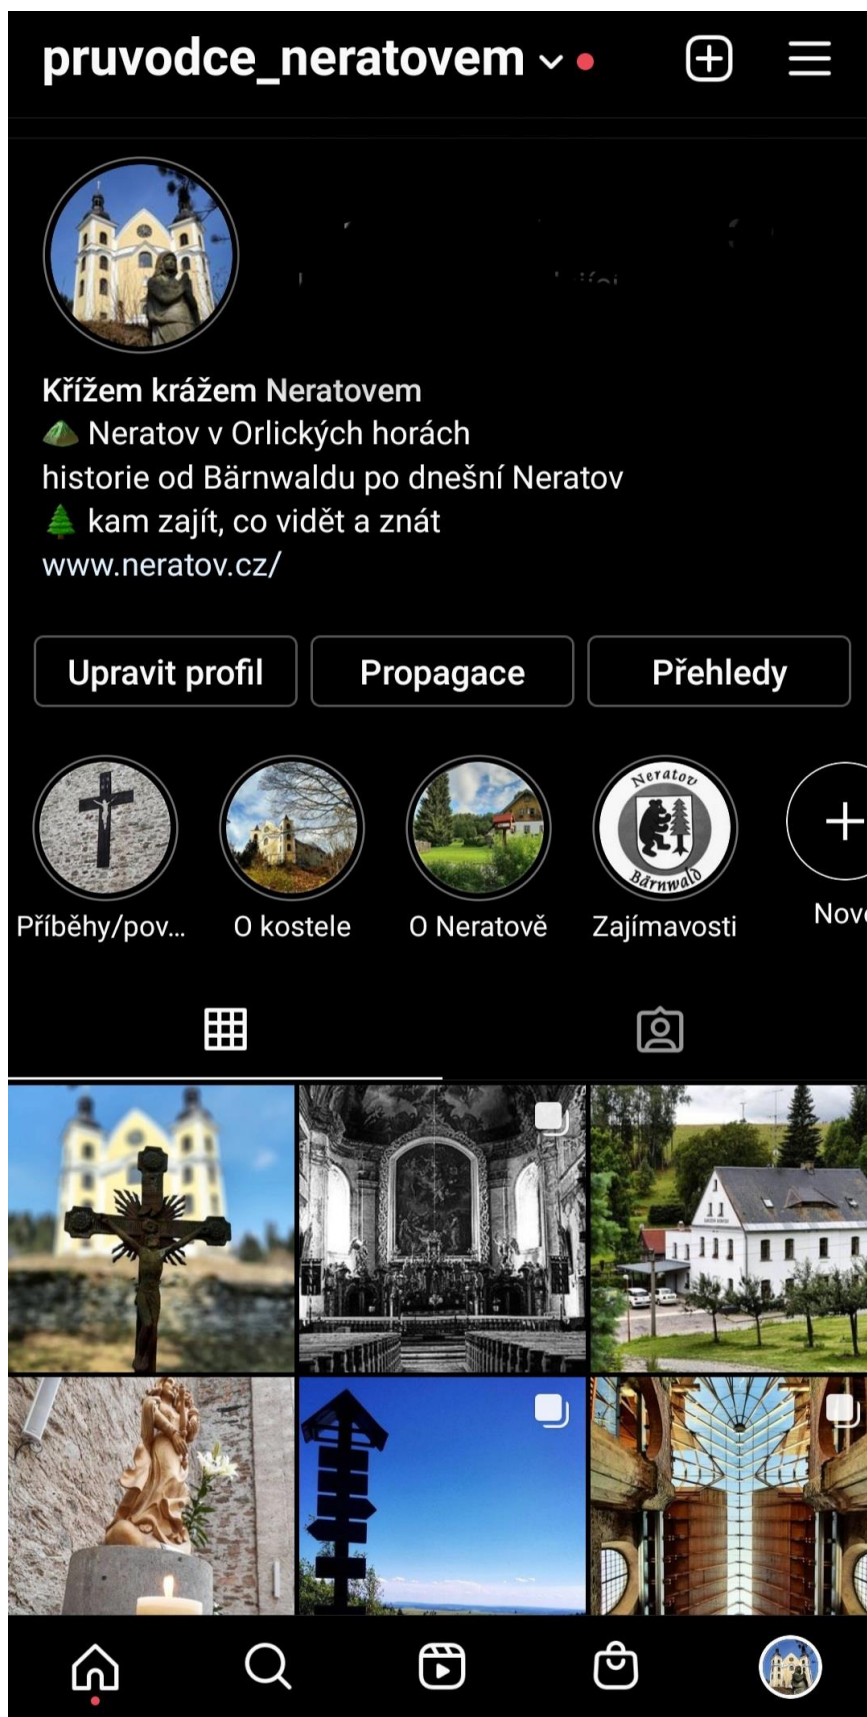 pruvodce_neratovem
Křížem krážem Neratovem
Neratov v Orlických horách
historie od Bärnwaldu po dnešní Neratov
kam zajít, co vidět a znát
www.neratov.cz/
Upravit profil
Propagace
Přehledy
Neratov
Bärnwald
Příběhy/pov...
O kostele
O Neratově
Zajímavosti